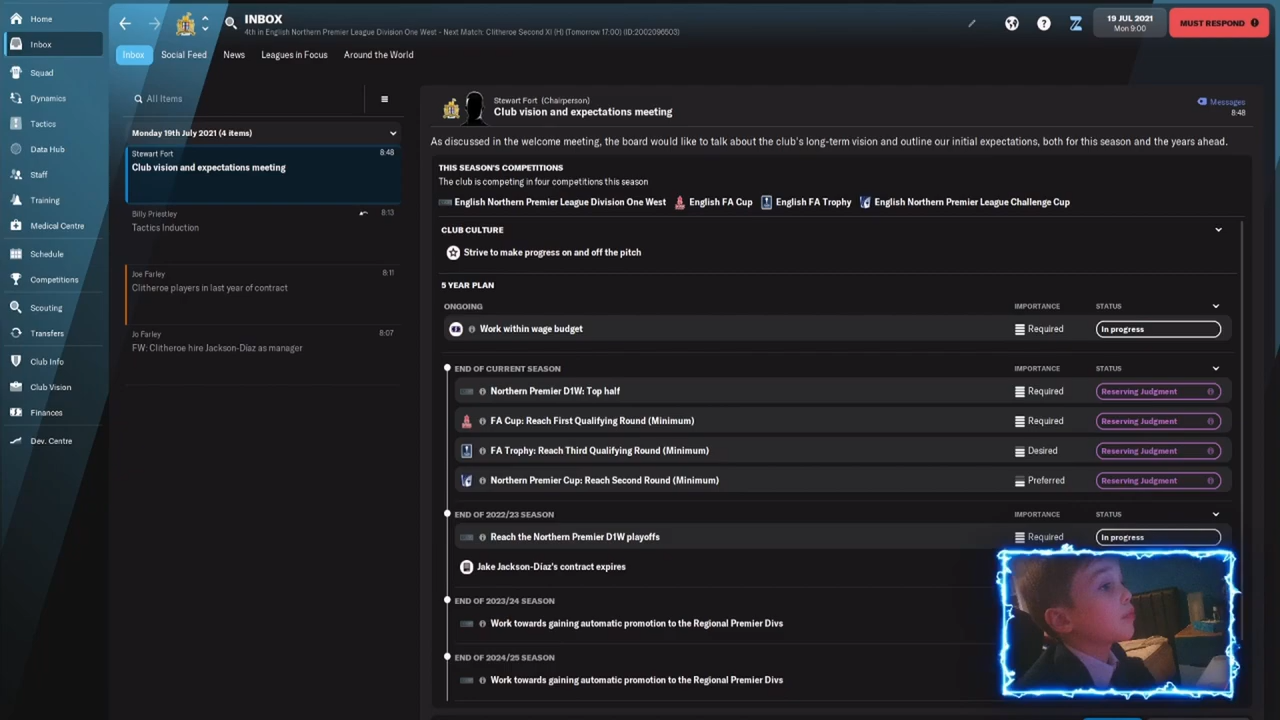 Home
INBOX
4th in English Northern Premier League Division One West - Next Match: Clitheroe Second XI (H) (Tomorrow 17:00) (ID:2002096503)
19 JUL 2021
Mon 9:00
MUST RESPOND
Inbox
Inbox Social Feed News Leagues in Focus Around the World
Squad
Dynamics
Tactics
Data Hub
Staff
Training
Medical Centre
Schedule
Competitions
Scouting
Transfers
Club Info
Club Vision
Finances
Dev. Centre
All Items
Monday 19th July 2021 (4 items)
Stewart Fort 8:48
Club vision and expectations meeting
Billy Priestley 8:13
Tactics Induction
Joe Farley 8:11
Clitheroe players in last year of contract
Jo Farley 8:07
FW: Clitheroe hire Jackson-Díaz as manager
Stewart Fort (Chairperson)
Club vision and expectations meeting
Messages
8:48
As discussed in the welcome meeting, the board would like to talk about the club's long-term vision and outline our initial expectations, both for this season and the years ahead.
THIS SEASON'S COMPETITIONS
The club is competing in four competitions this season
English Northern Premier League Division One West English FA Cup English FA Trophy English Northern Premier League Challenge Cup
CLUB CULTURE
Strive to make progress on and off the pitch
5 YEAR PLAN
ONGOING IMPORTANCE STATUS
Work within wage budget Required In progress
END OF CURRENT SEASON IMPORTANCE STATUS
Northern Premier D1W: Top half Required Reserving Judgment
FA Cup: Reach First Qualifying Round (Minimum) Required Reserving Judgment
FA Trophy: Reach Third Qualifying Round (Minimum) Desired Reserving Judgment
Northern Premier Cup: Reach Second Round (Minimum) Preferred Reserving Judgment
END OF 2022/23 SEASON IMPORTANCE STATUS
Reach the Northern Premier D1W playoffs Required In progress
Jake Jackson-Díaz's contract expires
END OF 2023/24 SEASON
Work towards gaining automatic promotion to the Regional Premier Divs
END OF 2024/25 SEASON
Work towards gaining automatic promotion to the Regional Premier Divs